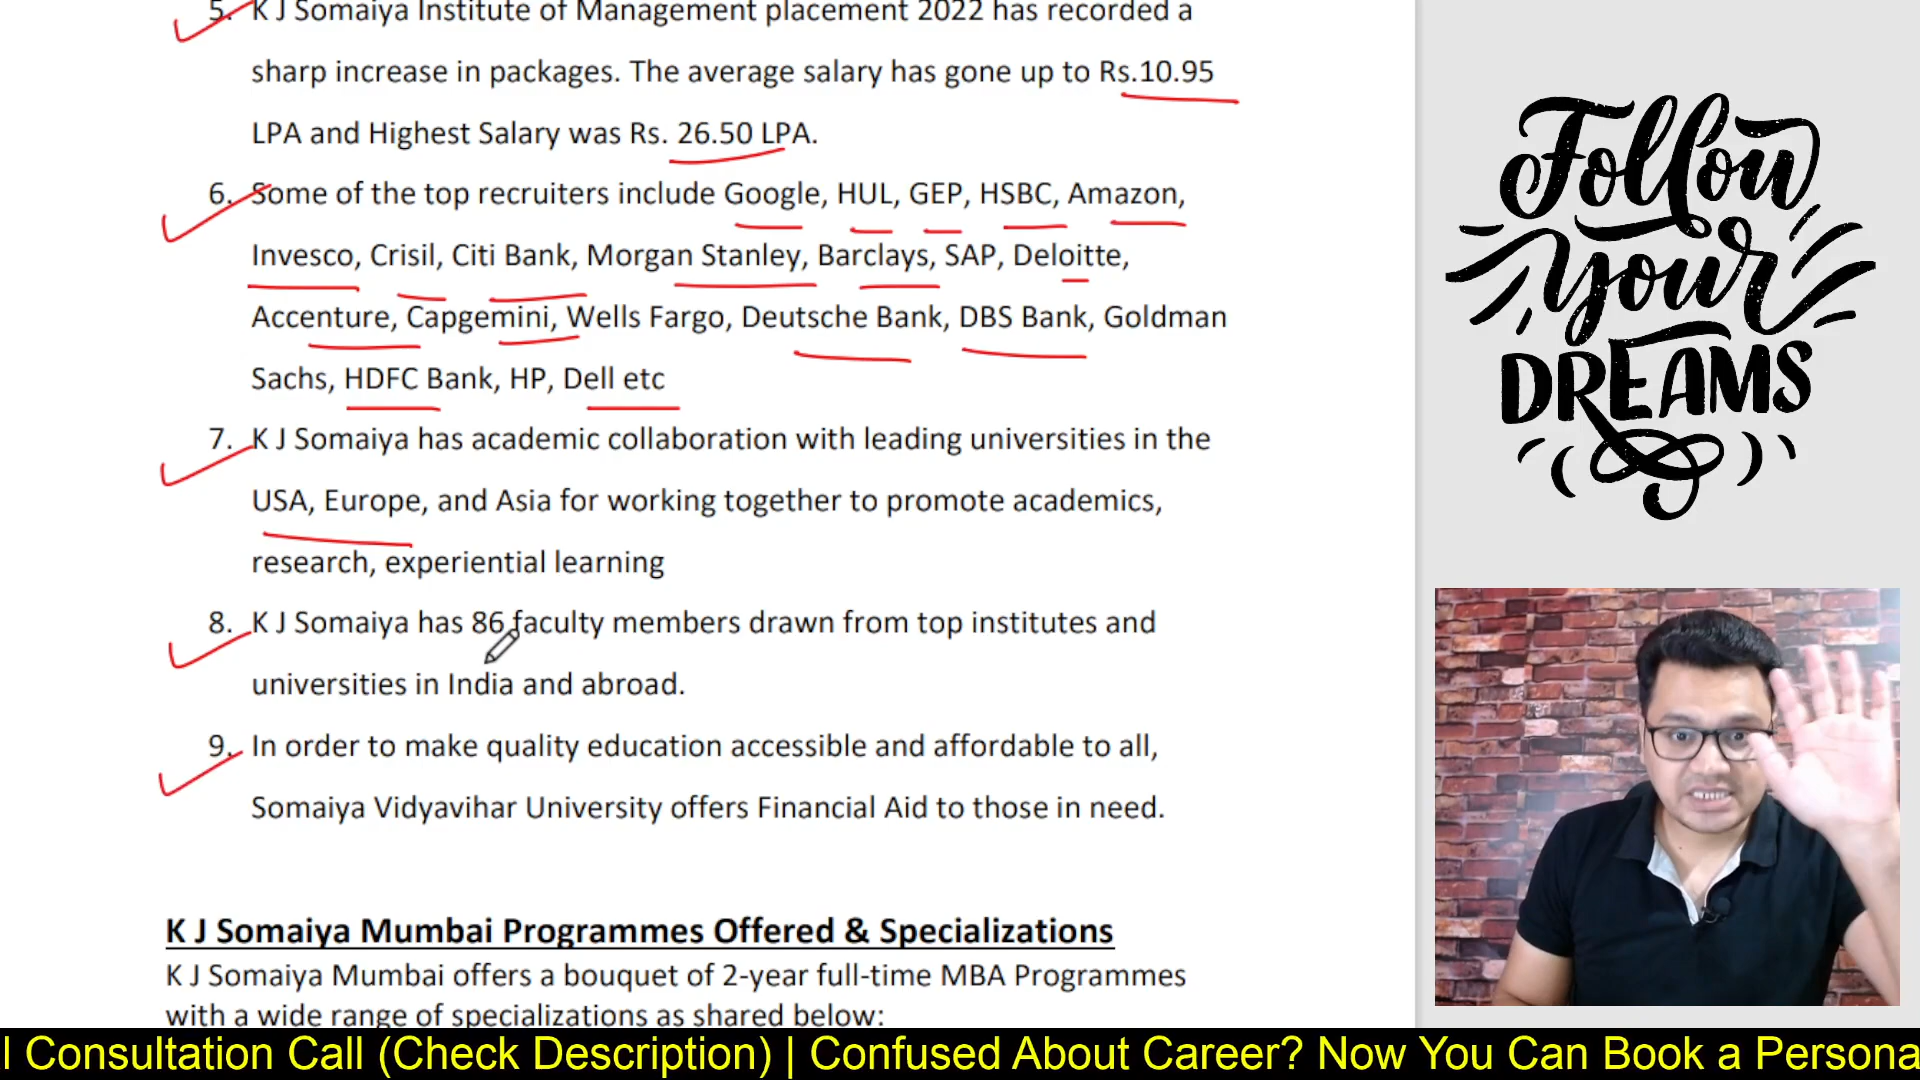 5. K J Somaiya Institute of Management placement 2022 has recorded a
sharp increase in packages. The average salary has gone up to Rs.10.95
LPA and Highest Salary was Rs. 26.50 LPA.
6. Some of the top recruiters include Google, HUL, GEP, HSBC, Amazon,
Invesco, Crisil, Citi Bank, Morgan Stanley, Barclays, SAP, Deloitte,
Accenture, Capgemini, Wells Fargo, Deutsche Bank, DBS Bank, Goldman
Sachs, HDFC Bank, HP, Dell etc
7. K J Somaiya has academic collaboration with leading universities in the
USA, Europe, and Asia for working together to promote academics,
research, experiential learning
8. K J Somaiya has 86 faculty members drawn from top institutes and
universities in India and abroad.
9. In order to make quality education accessible and affordable to all,
Somaiya Vidyavihar University offers Financial Aid to those in need.
K J Somaiya Mumbai Programmes Offered & Specializations
K J Somaiya Mumbai offers a bouquet of 2-year full-time MBA Programmes
with a wide range of specializations as shared below:
Follow
your
DREAMS
l Consultation Call (Check Description) | Confused About Career? Now You Can Book a Persona